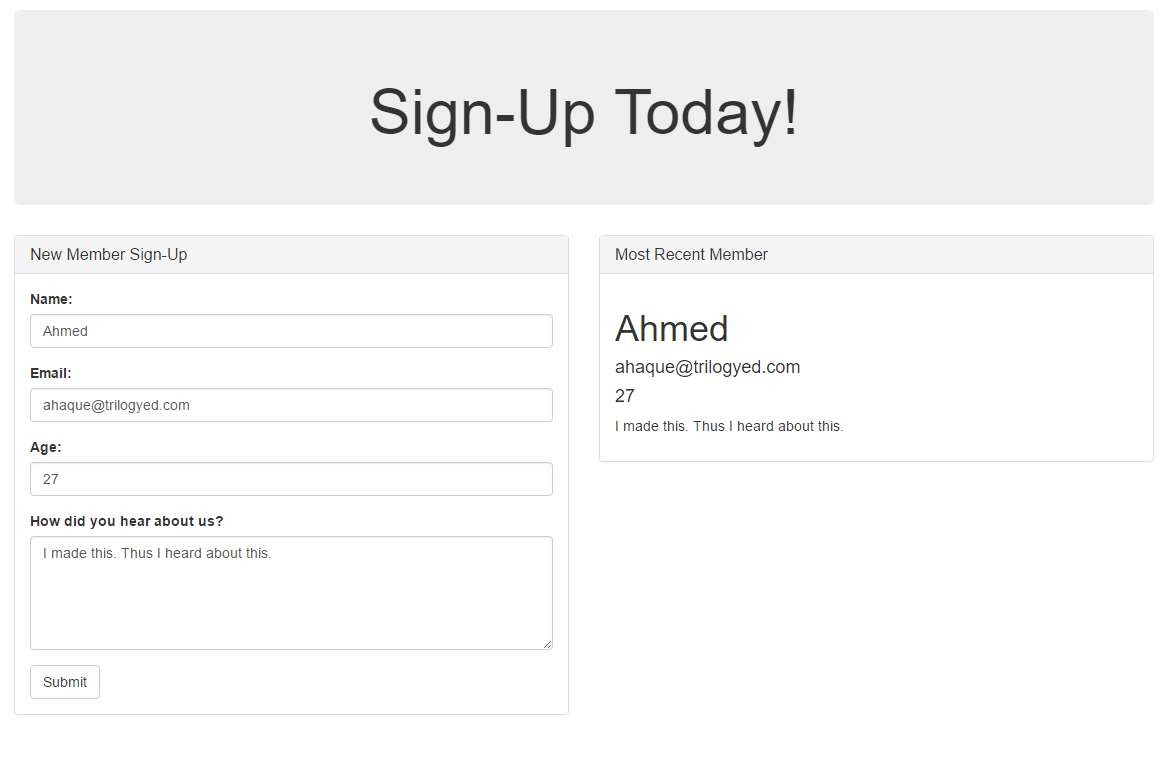 Sign-Up Today!
New Member Sign-Up
Name:
Ahmed
Email:
ahaque@trilogyed.com
Age:
27
How did you hear about us?
I made this. Thus I heard about this.
Submit
Most Recent Member
Ahmed
ahaque@trilogyed.com
27
I made this. Thus I heard about this.